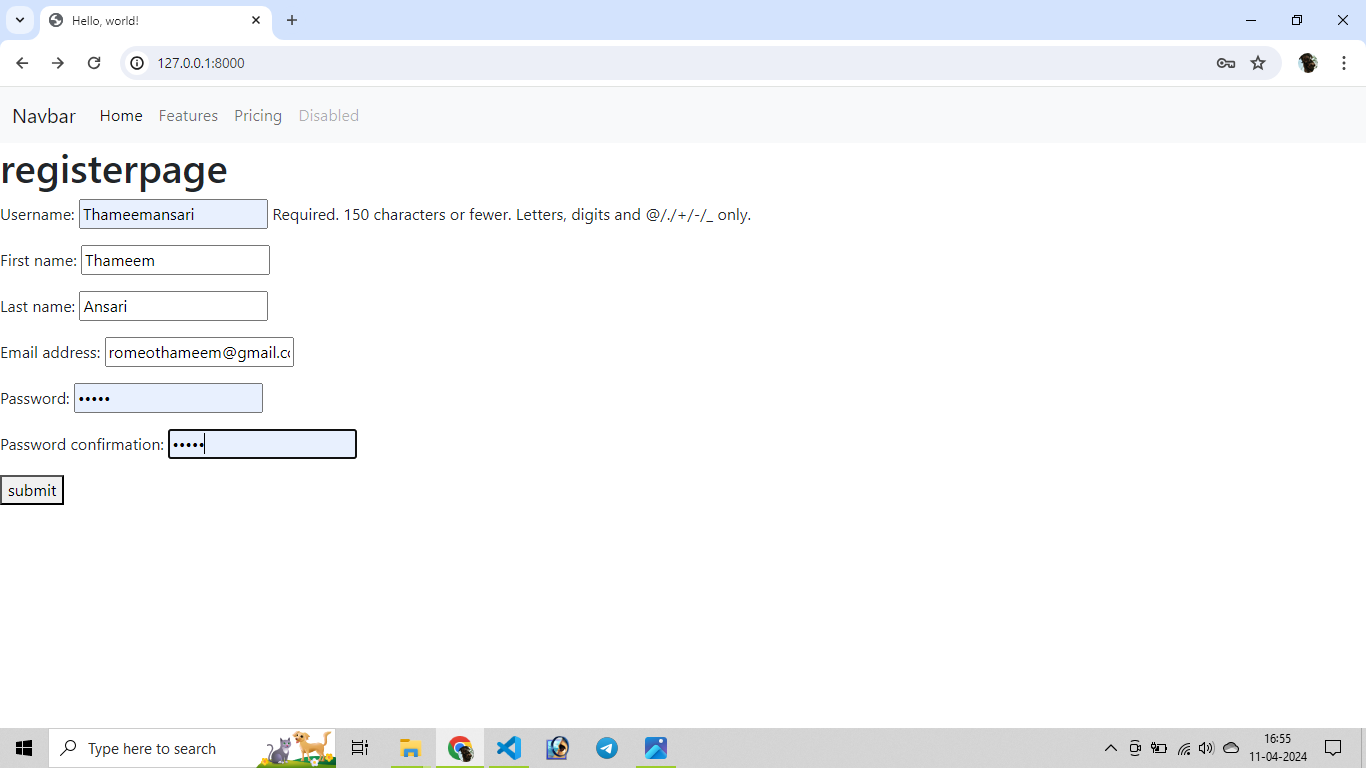 Hello, world!
127.0.0.1:8000
Navbar Home Features Pricing Disabled
registerpage
Username: Thameemansari Required. 150 characters or fewer. Letters, digits and @/./+/-/_ only.
First name: Thameem
Last name: Ansari
Email address: romeothameem@gmail.co
Password: •••••
Password confirmation: •••••
submit
Type here to search
16:55
11-04-2024